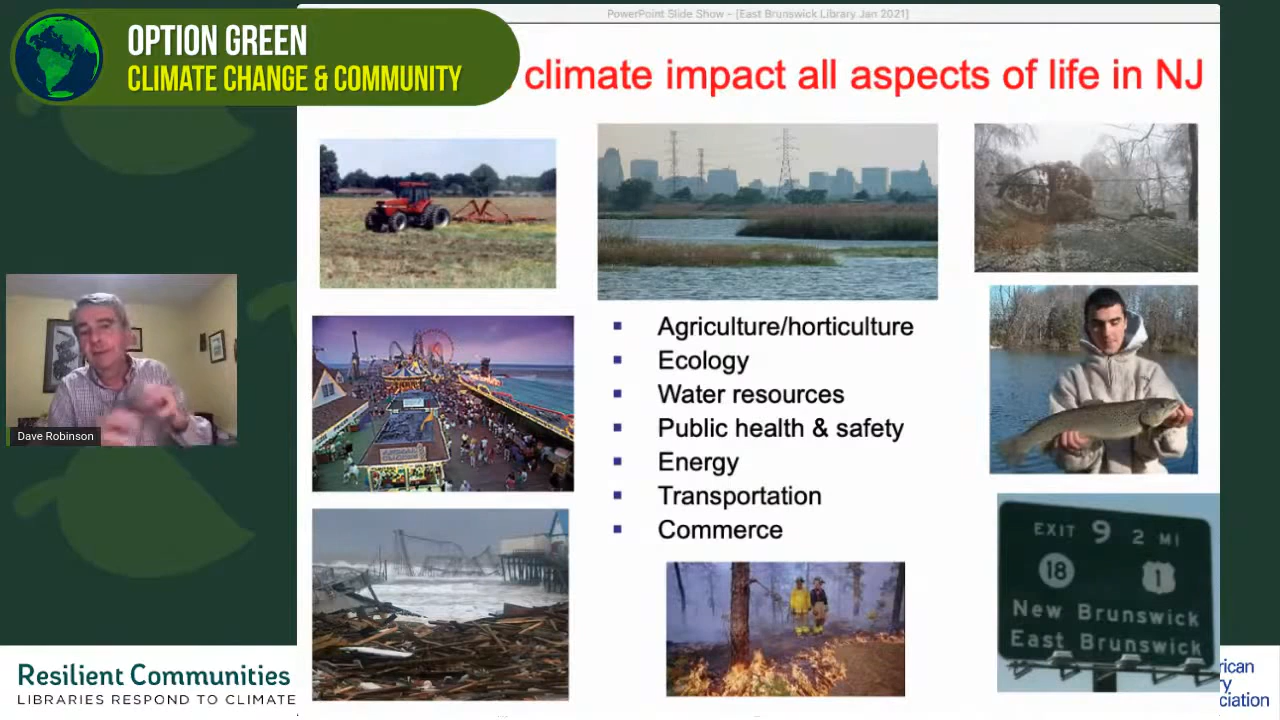 PowerPoint Slide Show - [East Brunswick Library Jan 2021]
OPTION GREEN
CLIMATE CHANGE & COMMUNITY
climate impact all aspects of life in NJ
Agriculture/horticulture
Ecology
Water resources
Public health & safety
Energy
Transportation
Commerce
Dave Robinson
EXIT 9 2 MI
18 1
New Brunswick
East Brunswick
Resilient Communities
LIBRARIES RESPOND TO CLIMATE
rican
ry
ciation